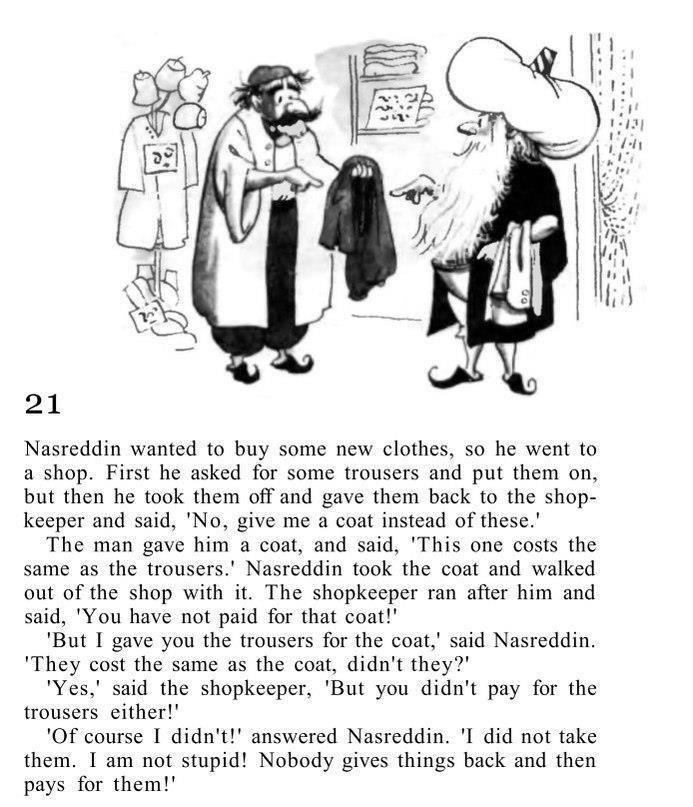 21
Nasreddin wanted to buy some new clothes, so he went to
a shop. First he asked for some trousers and put them on,
but then he took them off and gave them back to the shop-
keeper and said, 'No, give me a coat instead of these.'
The man gave him a coat, and said, 'This one costs the
same as the trousers.' Nasreddin took the coat and walked
out of the shop with it. The shopkeeper ran after him and
said, 'You have not paid for that coat!'
'But I gave you the trousers for the coat,' said Nasreddin.
'They cost the same as the coat, didn't they?'
'Yes,' said the shopkeeper, 'But you didn't pay for the
trousers either!'
'Of course I didn't!' answered Nasreddin. 'I did not take
them. I am not stupid! Nobody gives things back and then
pays for them!'